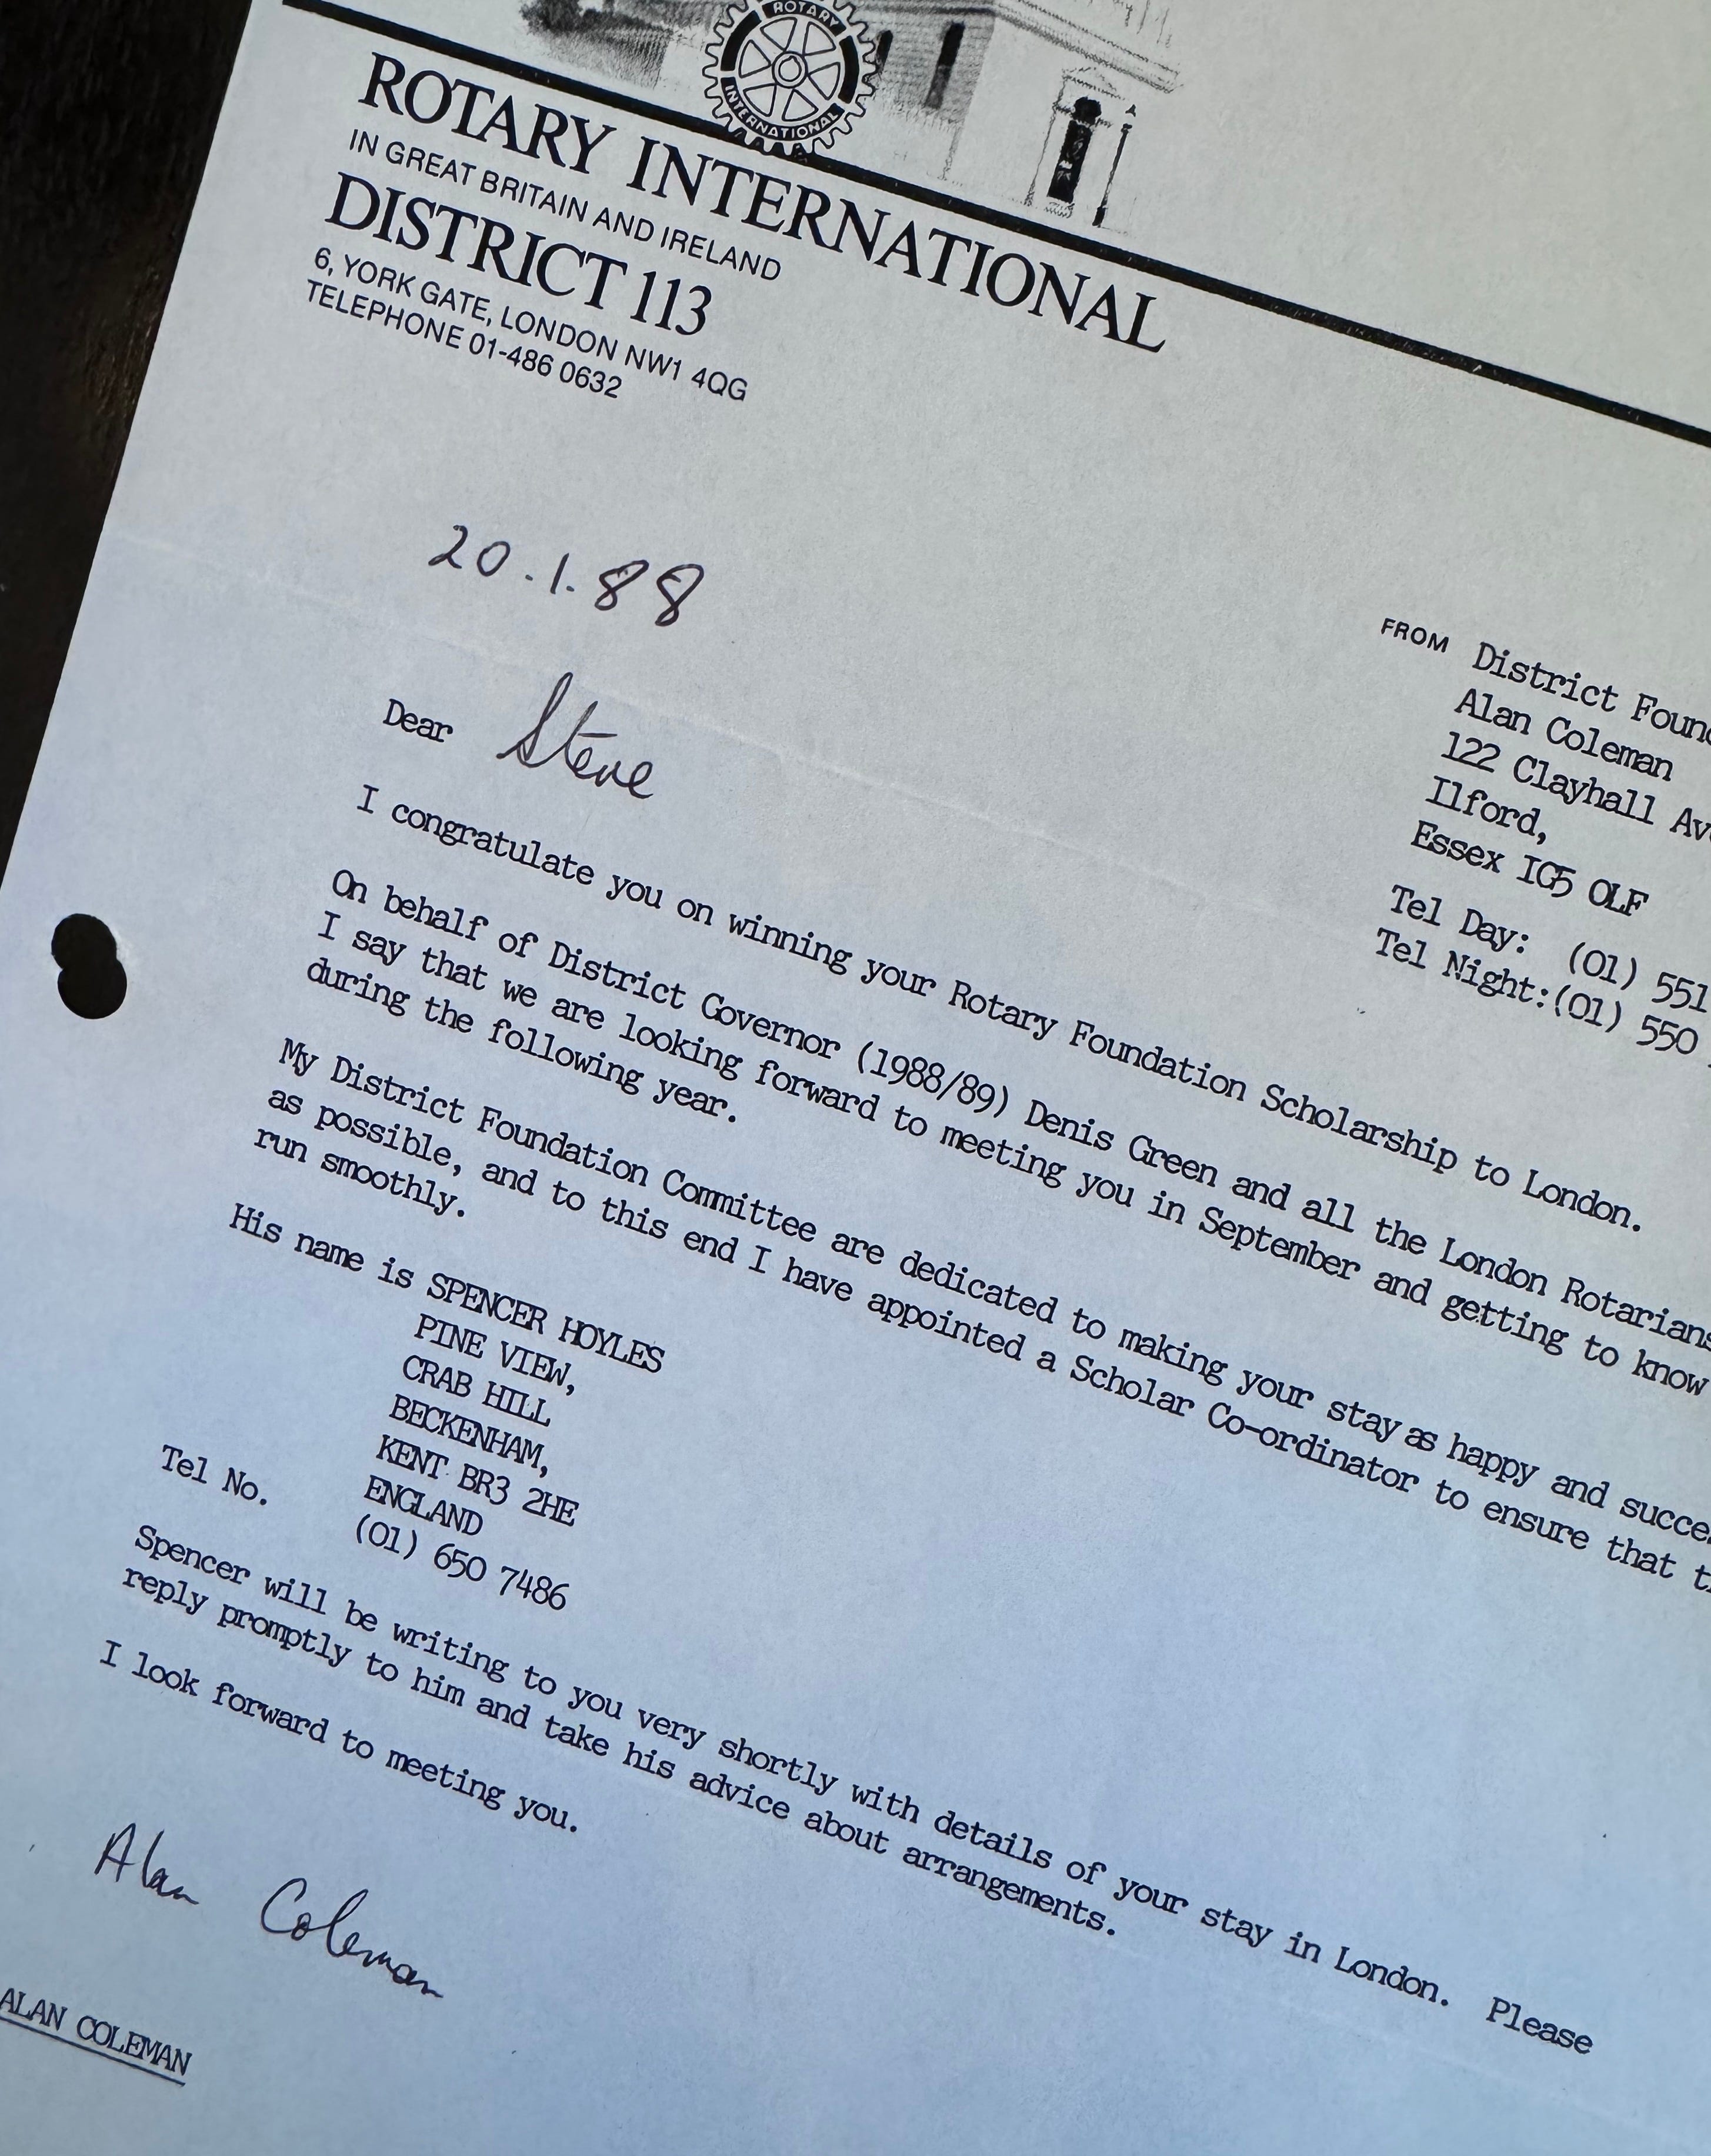 ROTARY
INTERNATIONAL
ROTARY INTERNATIONAL
IN GREAT BRITAIN AND IRELAND
DISTRICT 113
6, YORK GATE, LONDON NW1 4QG
TELEPHONE 01-486 0632
20.1.88
FROM District
Alan Coleman
122 Clayhall
Ilford,
Essex IG5 OLF
Tel Day: (01) 551
Tel Night:(01) 550
Dear Steve
I congratulate you on winning your Rotary Foundation Scholarship to London.
On behalf of District Governor (1988/89) Denis Green and all the London Rotarians
I say that we are looking forward to meeting you in September and getting to know
during the following year.
My District Foundation Committee are dedicated to making your stay as happy and
as possible, and to this end I have appointed a Scholar Co-ordinator to ensure that
run smoothly.
His name is SPENCER HOYLES
PINE VIEW,
CRAB HILL
BECKENHAM,
KENT BR3 2HE
ENGLAND
Tel No. (01) 650 7486
Spencer will be writing to you very shortly with details of your stay in London. Please
reply promptly to him and take his advice about arrangements.
I look forward to meeting you.
Alan Coleman
ALAN COLEMAN